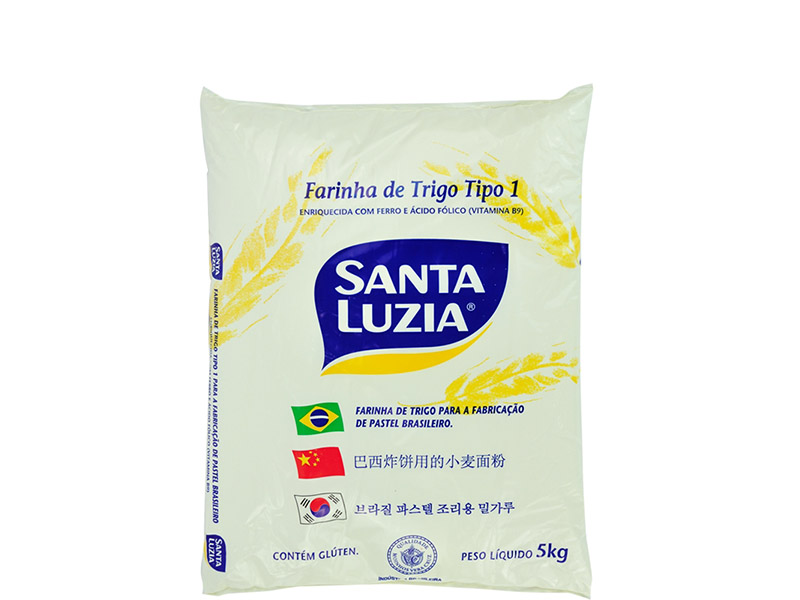 Farinha de Trigo Tipo 1
ENRIQUECIDA COM FERRO E ÁCIDO FÓLICO (VITAMINA B9)
SANTA
LUZIA®
FARINHA DE TRIGO PARA A FABRICAÇÃO
DE PASTEL BRASILEIRO.
巴西炸饼用的小麦面粉
브라질 파스텔 조리용 밀가루
CONTÉM GLÚTEN.
QUALIDADE
PESO LÍQUIDO 5kg
SANTA
LUZIA
FARINHA DE TRIGO TIPO 1 PARA A FABRICAÇÃO DE PASTEL BRASILEIRO
SANTA
LUZIA